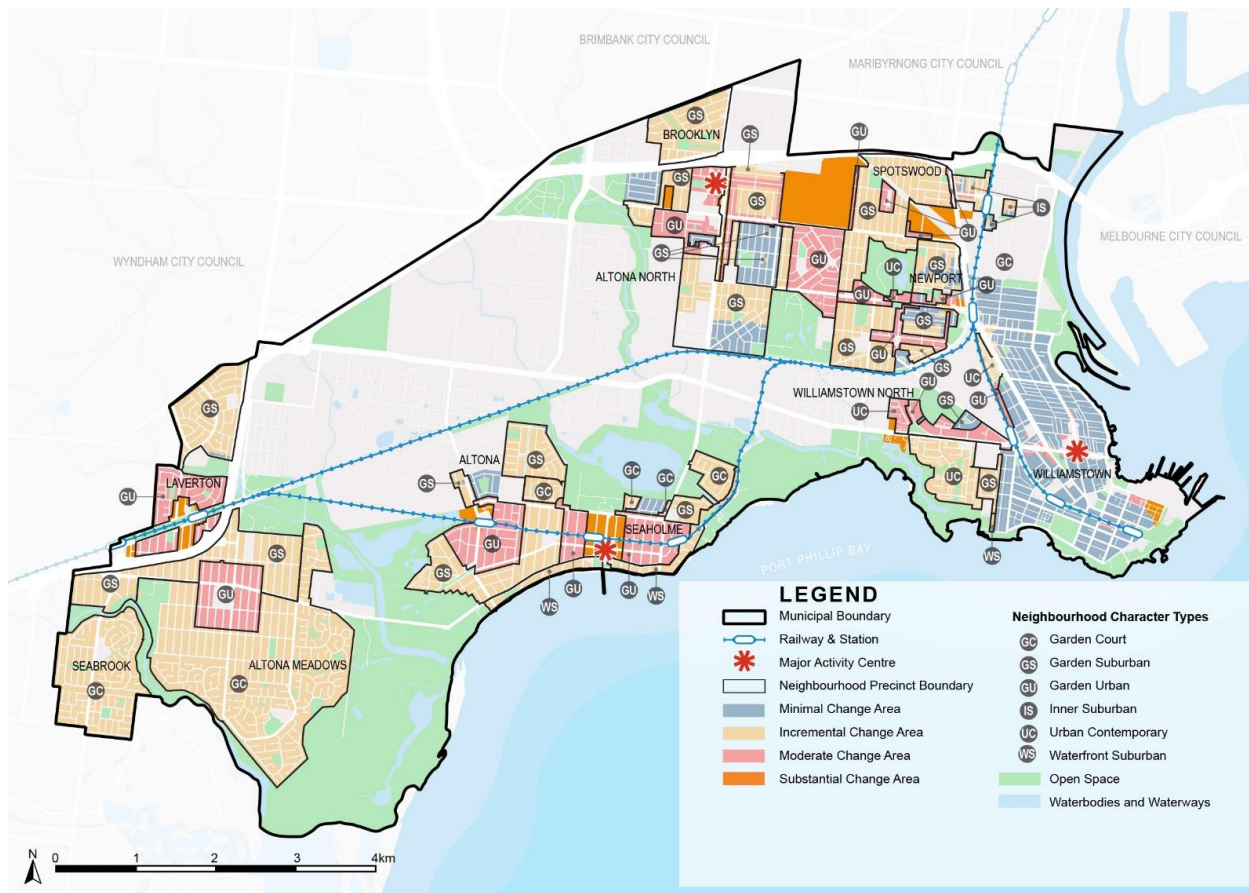 BRIMBANK CITY COUNCIL
MARIBYRNONG CITY COUNCIL
GS
BROOKLYN
GS
GU
SPOTSWOOD
GS
GS
GS
GS
IS
GU
GU
MELBOURNE CITY COUNCIL
WYNDHAM CITY COUNCIL
GS
ALTONA NORTH
GU
UC
GS
GC
NEWPORT
GU
GU
GS
GS
GS
GU
GS
GU
UC
WILLIAMSTOWN NORTH
GS
GU
UC
GS
ALTONA
GS
GC
WILLIAMSTOWN
LAVERTON
GS
GC
GC
GC
UC
GS
GU
GS
SEAHOLME
GS
GU
WS
PORT PHILLIP BAY
GS
GS
GU
WS
GU
GU
WS
SEABROOK
ALTONA MEADOWS
GC
GC
LEGEND
Municipal Boundary
Railway & Station
Major Activity Centre
Neighbourhood Precinct Boundary
Minimal Change Area
Incremental Change Area
Moderate Change Area
Substantial Change Area
Neighbourhood Character Types
GC Garden Court
GS Garden Suburban
GU Garden Urban
IS Inner Suburban
UC Urban Contemporary
WS Waterfront Suburban
Open Space
Waterbodies and Waterways
N
0 1 2 3 4km